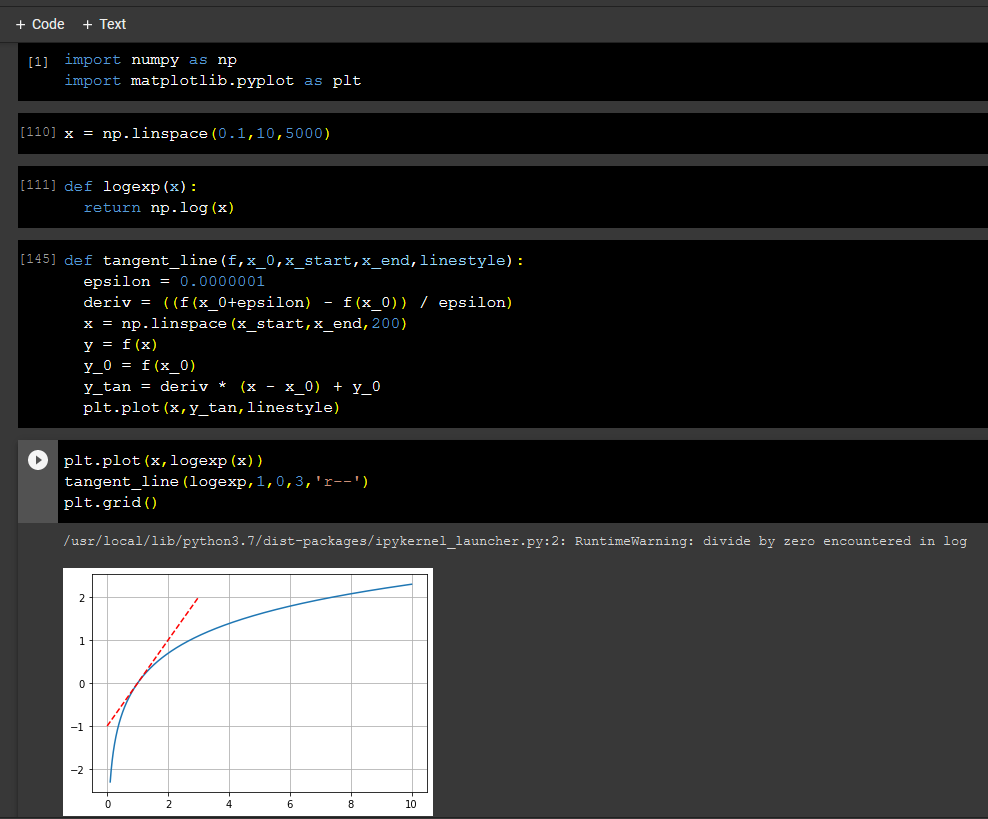 + Code + Text
[1] import numpy as np
import matplotlib.pyplot as plt
[110] x = np.linspace(0.1,10,5000)
[111] def logexp(x):
return np.log(x)
[145] def tangent_line(f,x_0,x_start,x_end,linestyle):
epsilon = 0.0000001
deriv = ((f(x_0+epsilon) - f(x_0)) / epsilon)
x = np.linspace(x_start,x_end,200)
y = f(x)
y_0 = f(x_0)
y_tan = deriv * (x - x_0) + y_0
plt.plot(x,y_tan,linestyle)
plt.plot(x,logexp(x))
tangent_line(logexp,1,0,3,'r--')
plt.grid()
/usr/local/lib/python3.7/dist-packages/ipykernel_launcher.py:2: RuntimeWarning: divide by zero encountered in log
2
1
0
−1
−2
0 2 4 6 8 10